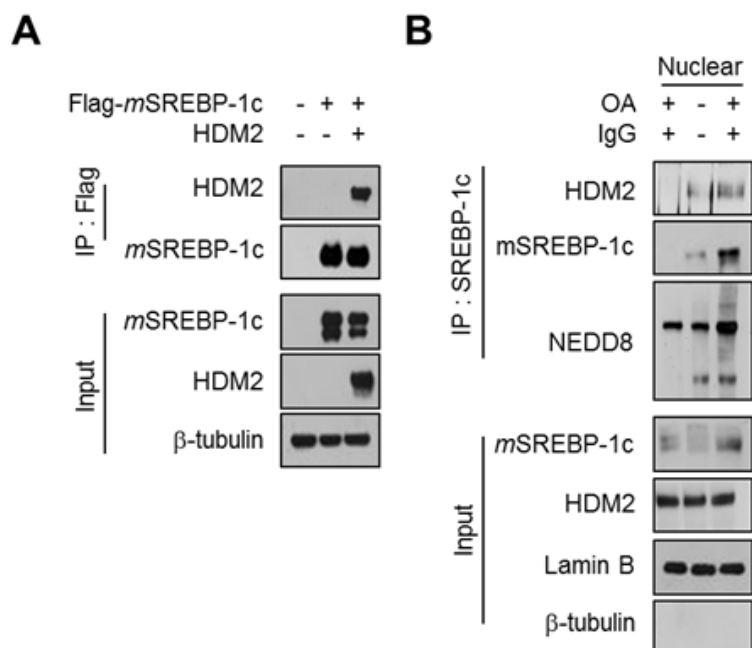 A
Flag-mSREBP-1c - + +
HDM2 - - +
IP : Flag
HDM2
mSREBP-1c
Input
mSREBP-1c
HDM2
β-tubulin
B
Nuclear
OA + - +
IgG + - +
IP : SREBP-1c
HDM2
mSREBP-1c
NEDD8
Input
mSREBP-1c
HDM2
Lamin B
β-tubulin